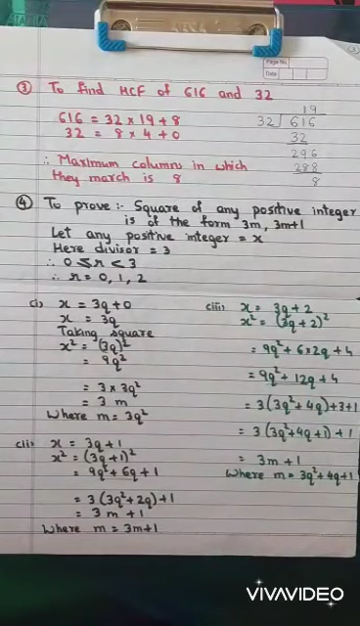 Page No.
Date
③ To find HCF of 616 and 32
616 = 32 x 19 + 8
32 = 8 x 4 + 0
∴ Maximum columns in which
they march is 8
19
32 616
32
296
288
8
④ To prove :- Square of any positive integer
is of the form 3m, 3m+1
Let any positive integer = x
Here divisor = 3
∴ 0 ≤ r < 3
∴ r = 0, 1, 2
(i) x = 3q + 0
x = 3q
Taking square
x² = (3q)²
= 9q²
= 3 x 3q²
= 3 m
Where m = 3q²
(ii) x = 3q + 1
x² = (3q + 1)²
= 9q² + 6q + 1
= 3 (3q² + 2q) + 1
= 3 m + 1
Where m = 3m+1
(iii) x = 3q + 2
x² = (3q + 2)²
= 9q² + 6×2q + 4
= 9q² + 12q + 4
= 3 (3q² + 4q) + 3 + 1
= 3 (3q² + 4q + 1) + 1
= 3m + 1
Where m = 3q² + 4q + 1
VIVAVIDEO